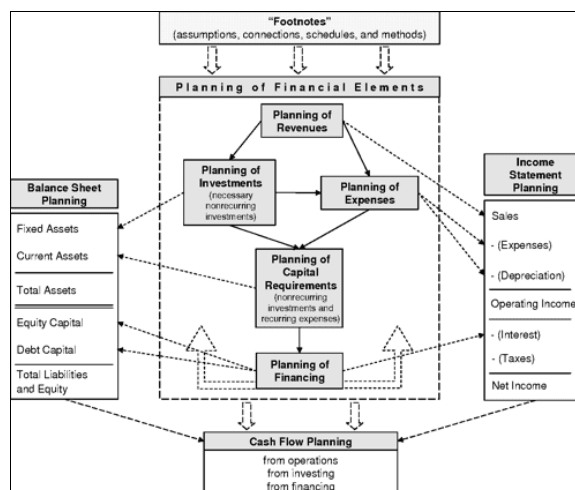 "Footnotes"
(assumptions, connections, schedules, and methods)
Planning of Financial Elements
Planning of
Revenues
Planning of
Investments
(necessary
nonrecurring
investments)
Planning of
Expenses
Planning of
Capital
Requirements
(nonrecurring
investments and
recurring expenses)
Planning of
Financing
Balance Sheet
Planning
Fixed Assets
Current Assets
Total Assets
Equity Capital
Debt Capital
Total Liabilities
and Equity
Income
Statement
Planning
Sales
- (Expenses)
- (Depreciation)
Operating Income
- (Interest)
- (Taxes)
Net Income
Cash Flow Planning
from operations
from investing
from financing